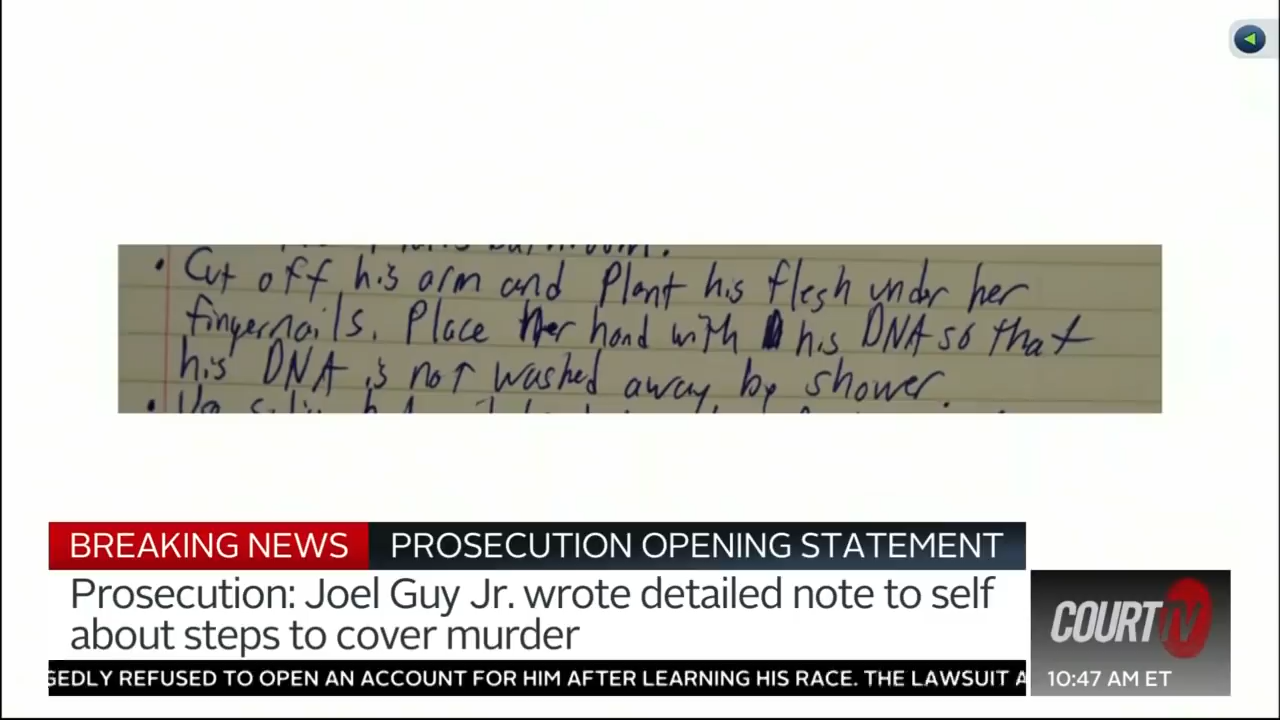 • Cut off his arm and Plant his flesh under her
fingernails. Place her hand with his DNA so that
his DNA is not washed away by shower.
BREAKING NEWS PROSECUTION OPENING STATEMENT
Prosecution: Joel Guy Jr. wrote detailed note to self
about steps to cover murder
COURT TV
GEDLY REFUSED TO OPEN AN ACCOUNT FOR HIM AFTER LEARNING HIS RACE. THE LAWSUIT A
10:47 AM ET